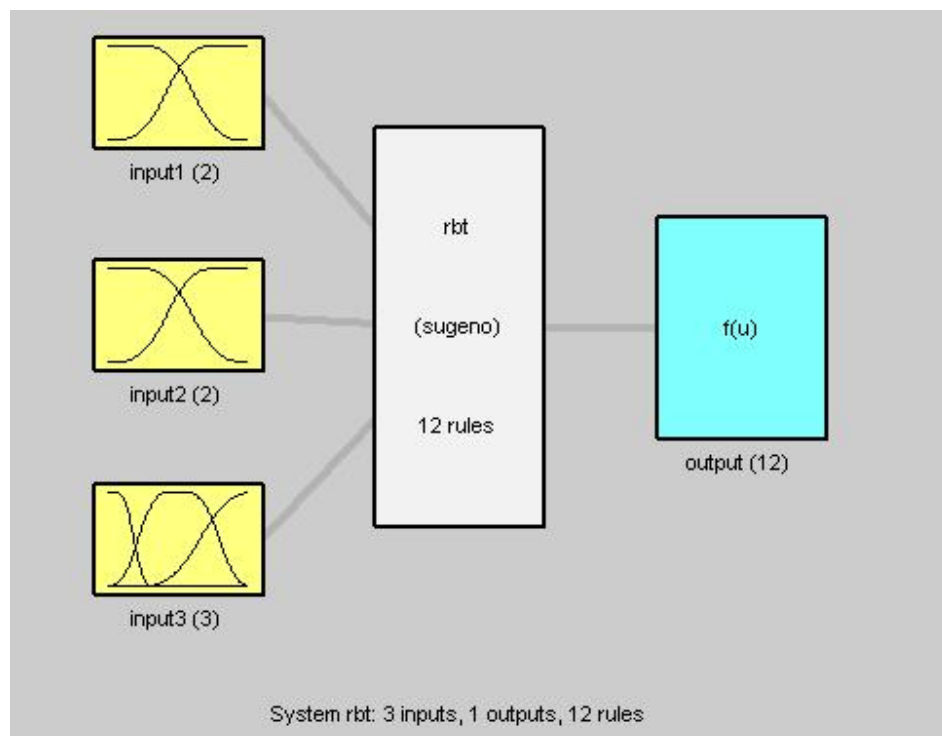 input1 (2)
rbt
(sugeno)
12 rules
input2 (2)
f(u)
output (12)
input3 (3)
System rbt: 3 inputs, 1 outputs, 12 rules